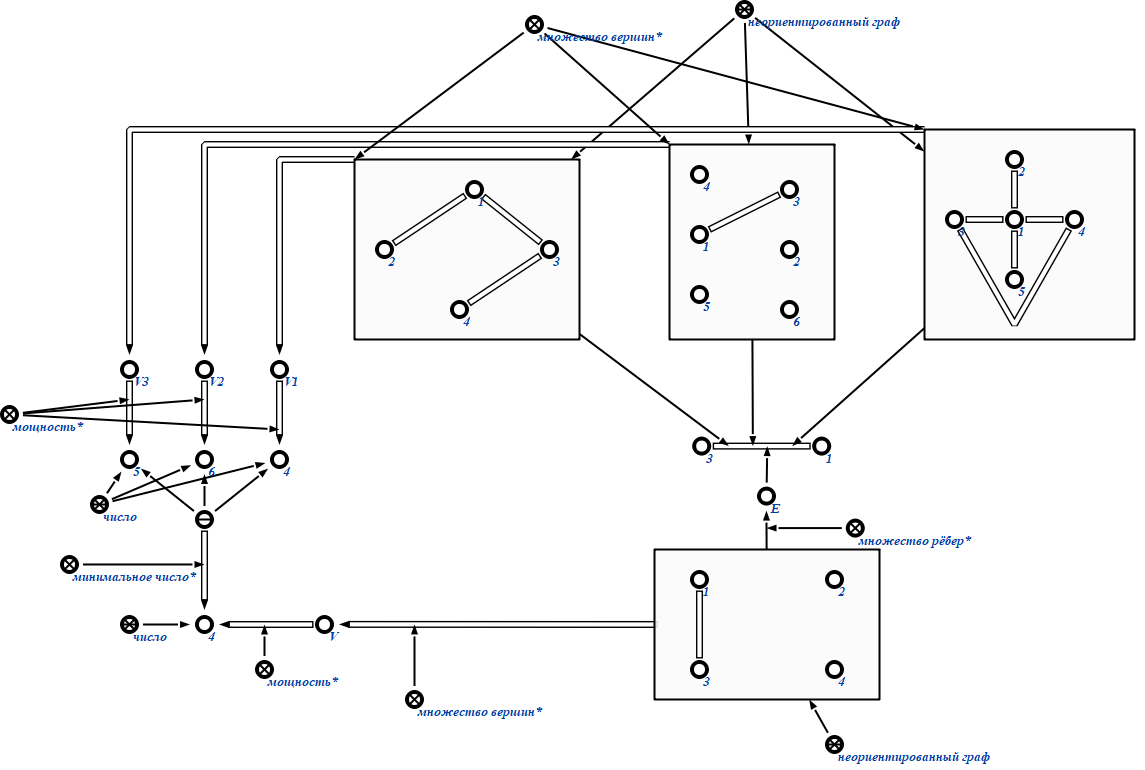 неориентированный граф
множество вершин*
2
1
4
3
3
1
4
1
2
3
2
3
5
5
4
6
V3
V2
V1
мощность*
3
1
5
6
4
E
число
множество рёбер*
минимальное число*
1
2
число
4
V
3
4
мощность*
множество вершин*
неориентированный граф